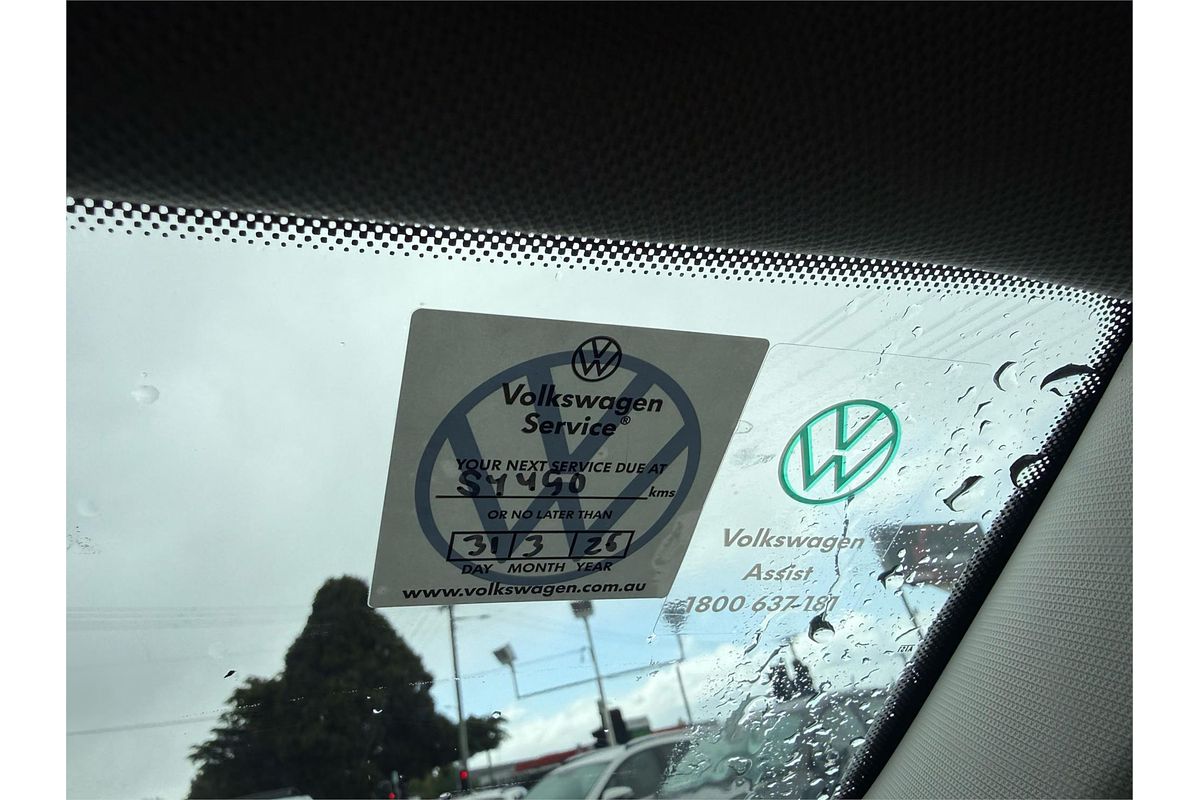 Volkswagen
Service®
YOUR NEXT SERVICE DUE AT
54490 kms
OR NO LATER THAN
31 3 26
DAY MONTH YEAR
www.volkswagen.com.au
Volkswagen
Assist
1800 637 181